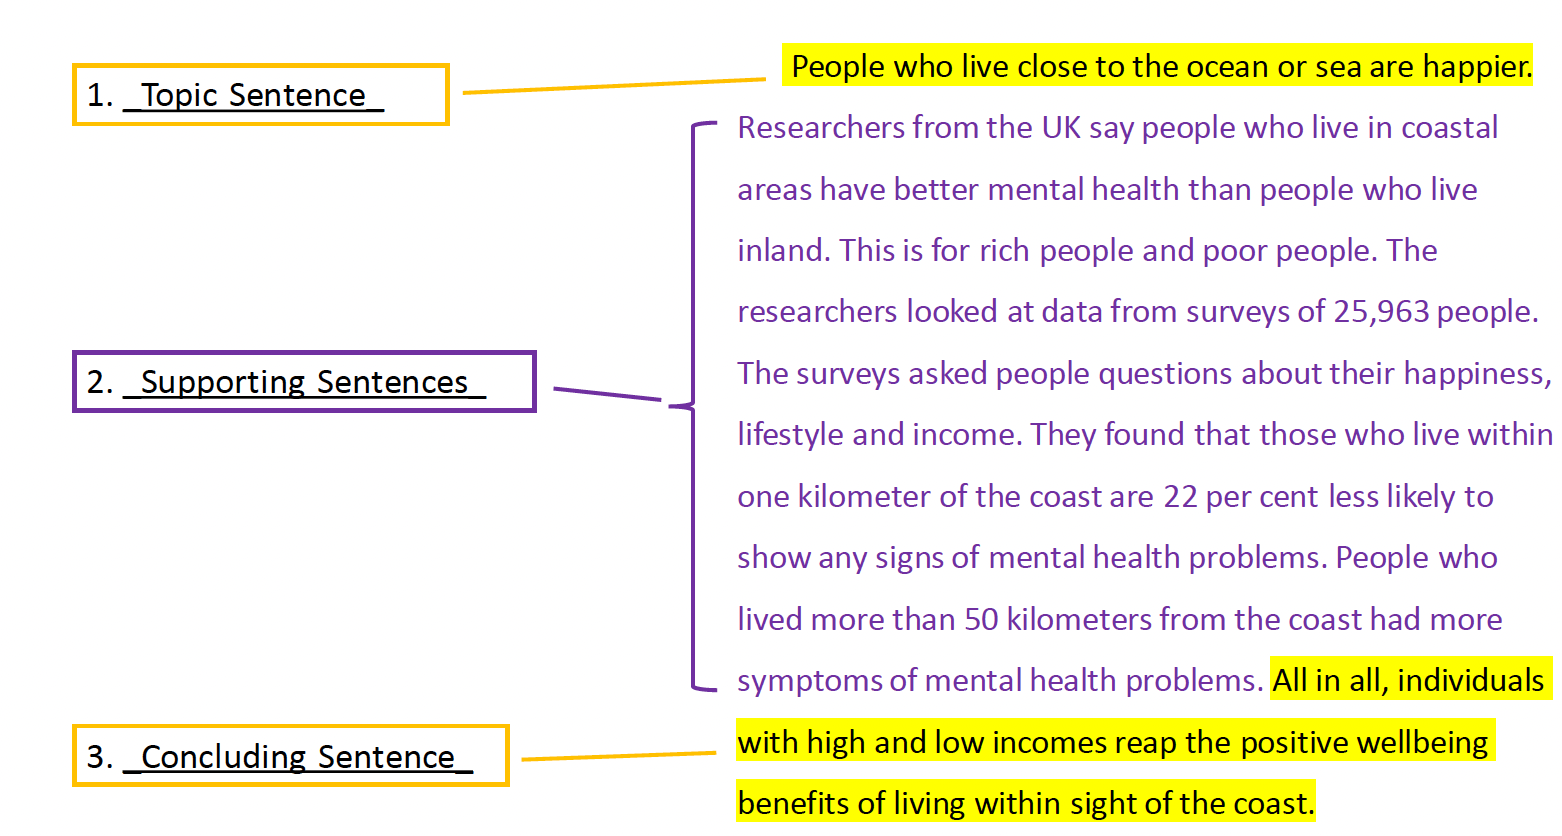 People who live close to the ocean or sea are happier.
1. _Topic Sentence_
Researchers from the UK say people who live in coastal
areas have better mental health than people who live
inland. This is for rich people and poor people. The
researchers looked at data from surveys of 25,963 people.
The surveys asked people questions about their happiness,
2. _Supporting Sentences_
lifestyle and income. They found that those who live within
one kilometer of the coast are 22 per cent less likely to
show any signs of mental health problems. People who
lived more than 50 kilometers from the coast had more
symptoms of mental health problems. All in all, individuals
with high and low incomes reap the positive wellbeing
3. _Concluding Sentence_
benefits of living within sight of the coast.